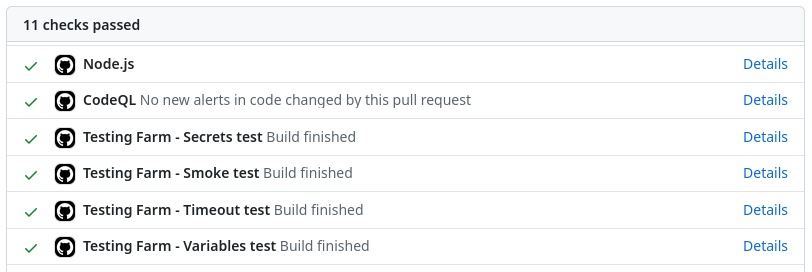 11 checks passed
Node.js Details
CodeQL No new alerts in code changed by this pull request Details
Testing Farm - Secrets test Build finished Details
Testing Farm - Smoke test Build finished Details
Testing Farm - Timeout test Build finished Details
Testing Farm - Variables test Build finished Details